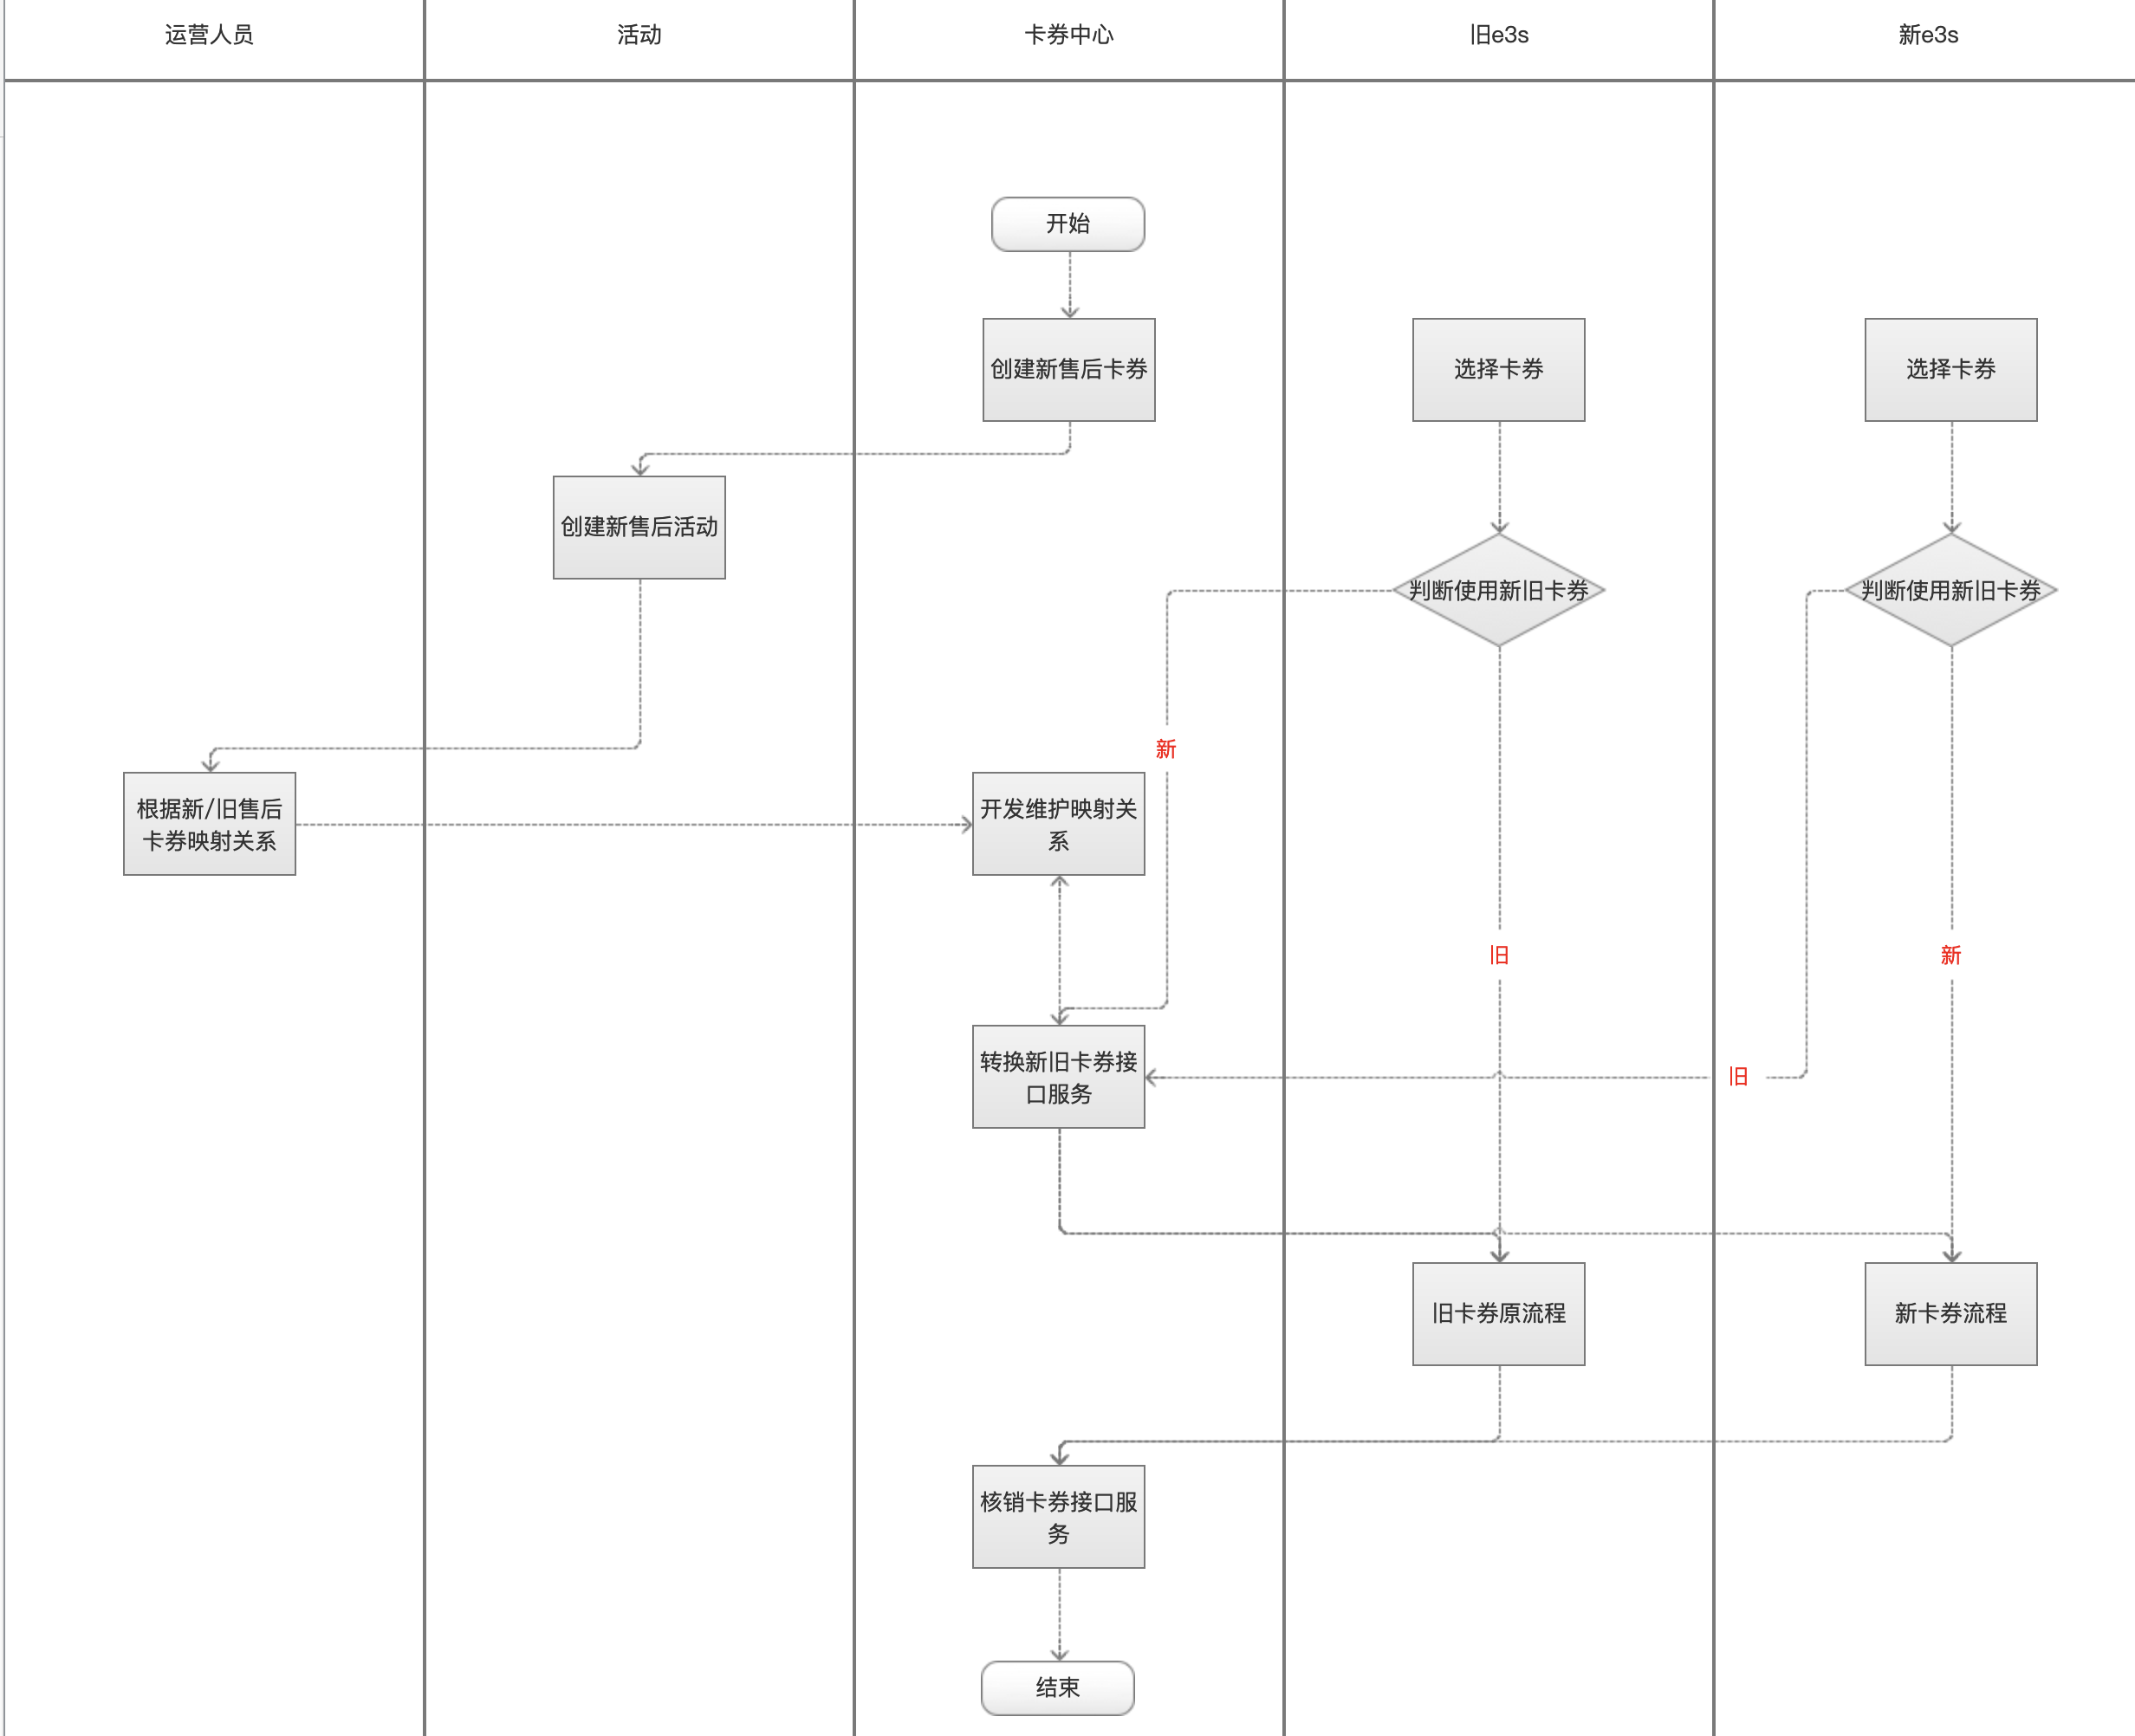 运营人员
活动
卡券中心
旧e3s
新e3s
开始
创建新售后卡券
选择卡券
选择卡券
创建新售后活动
判断使用新旧卡券
判断使用新旧卡券
新
根据新/旧售后
卡券映射关系
开发维护映射关
系
旧
新
转换新旧卡券接
口服务
旧
旧卡券原流程
新卡券流程
核销卡券接口服
务
结束